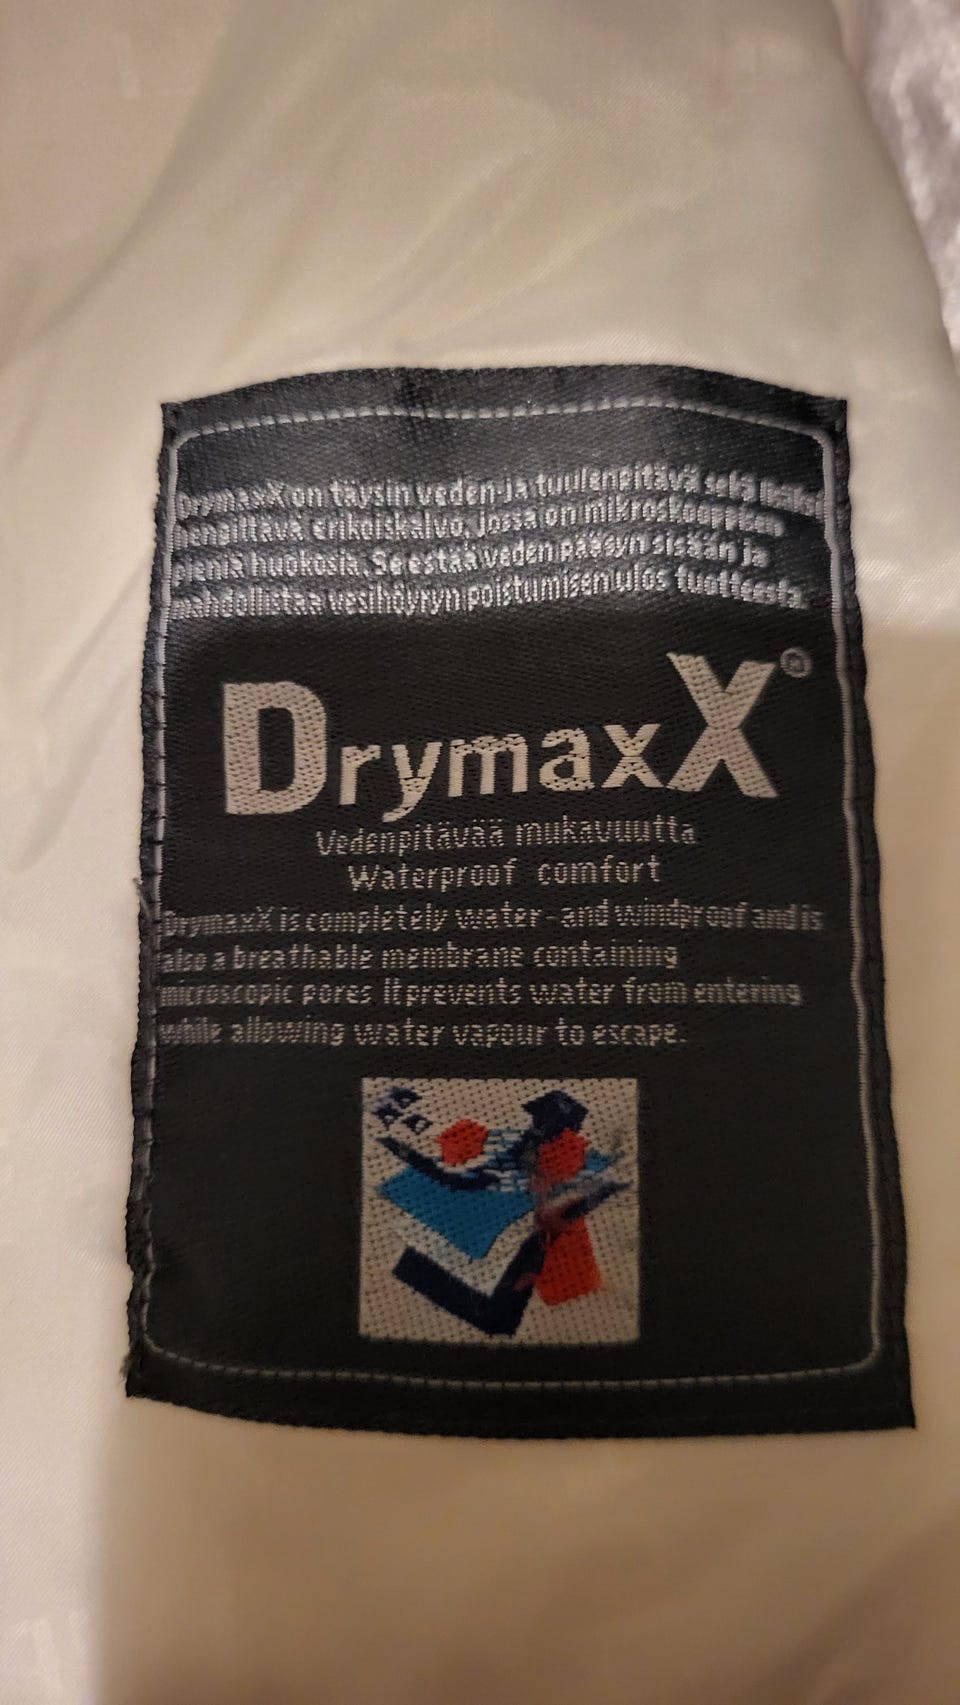 DrymaxX on täysin veden-ja tuulenpitävä sekä
hengittävä erikoiskalvo, jossa on mikroskooppisen
pieniä huokosia. Se estää veden pääsyn sisään ja
mahdollistaa vesihöyryn poistumisen ulos tuotteesta.
DrymaxX®
Vedenpitävää mukavuutta
Waterproof comfort
DrymaxX is completely water-and windproof and is
also a breathable membrane containing
microscopic pores. It prevents water from entering
while allowing water vapour to escape.